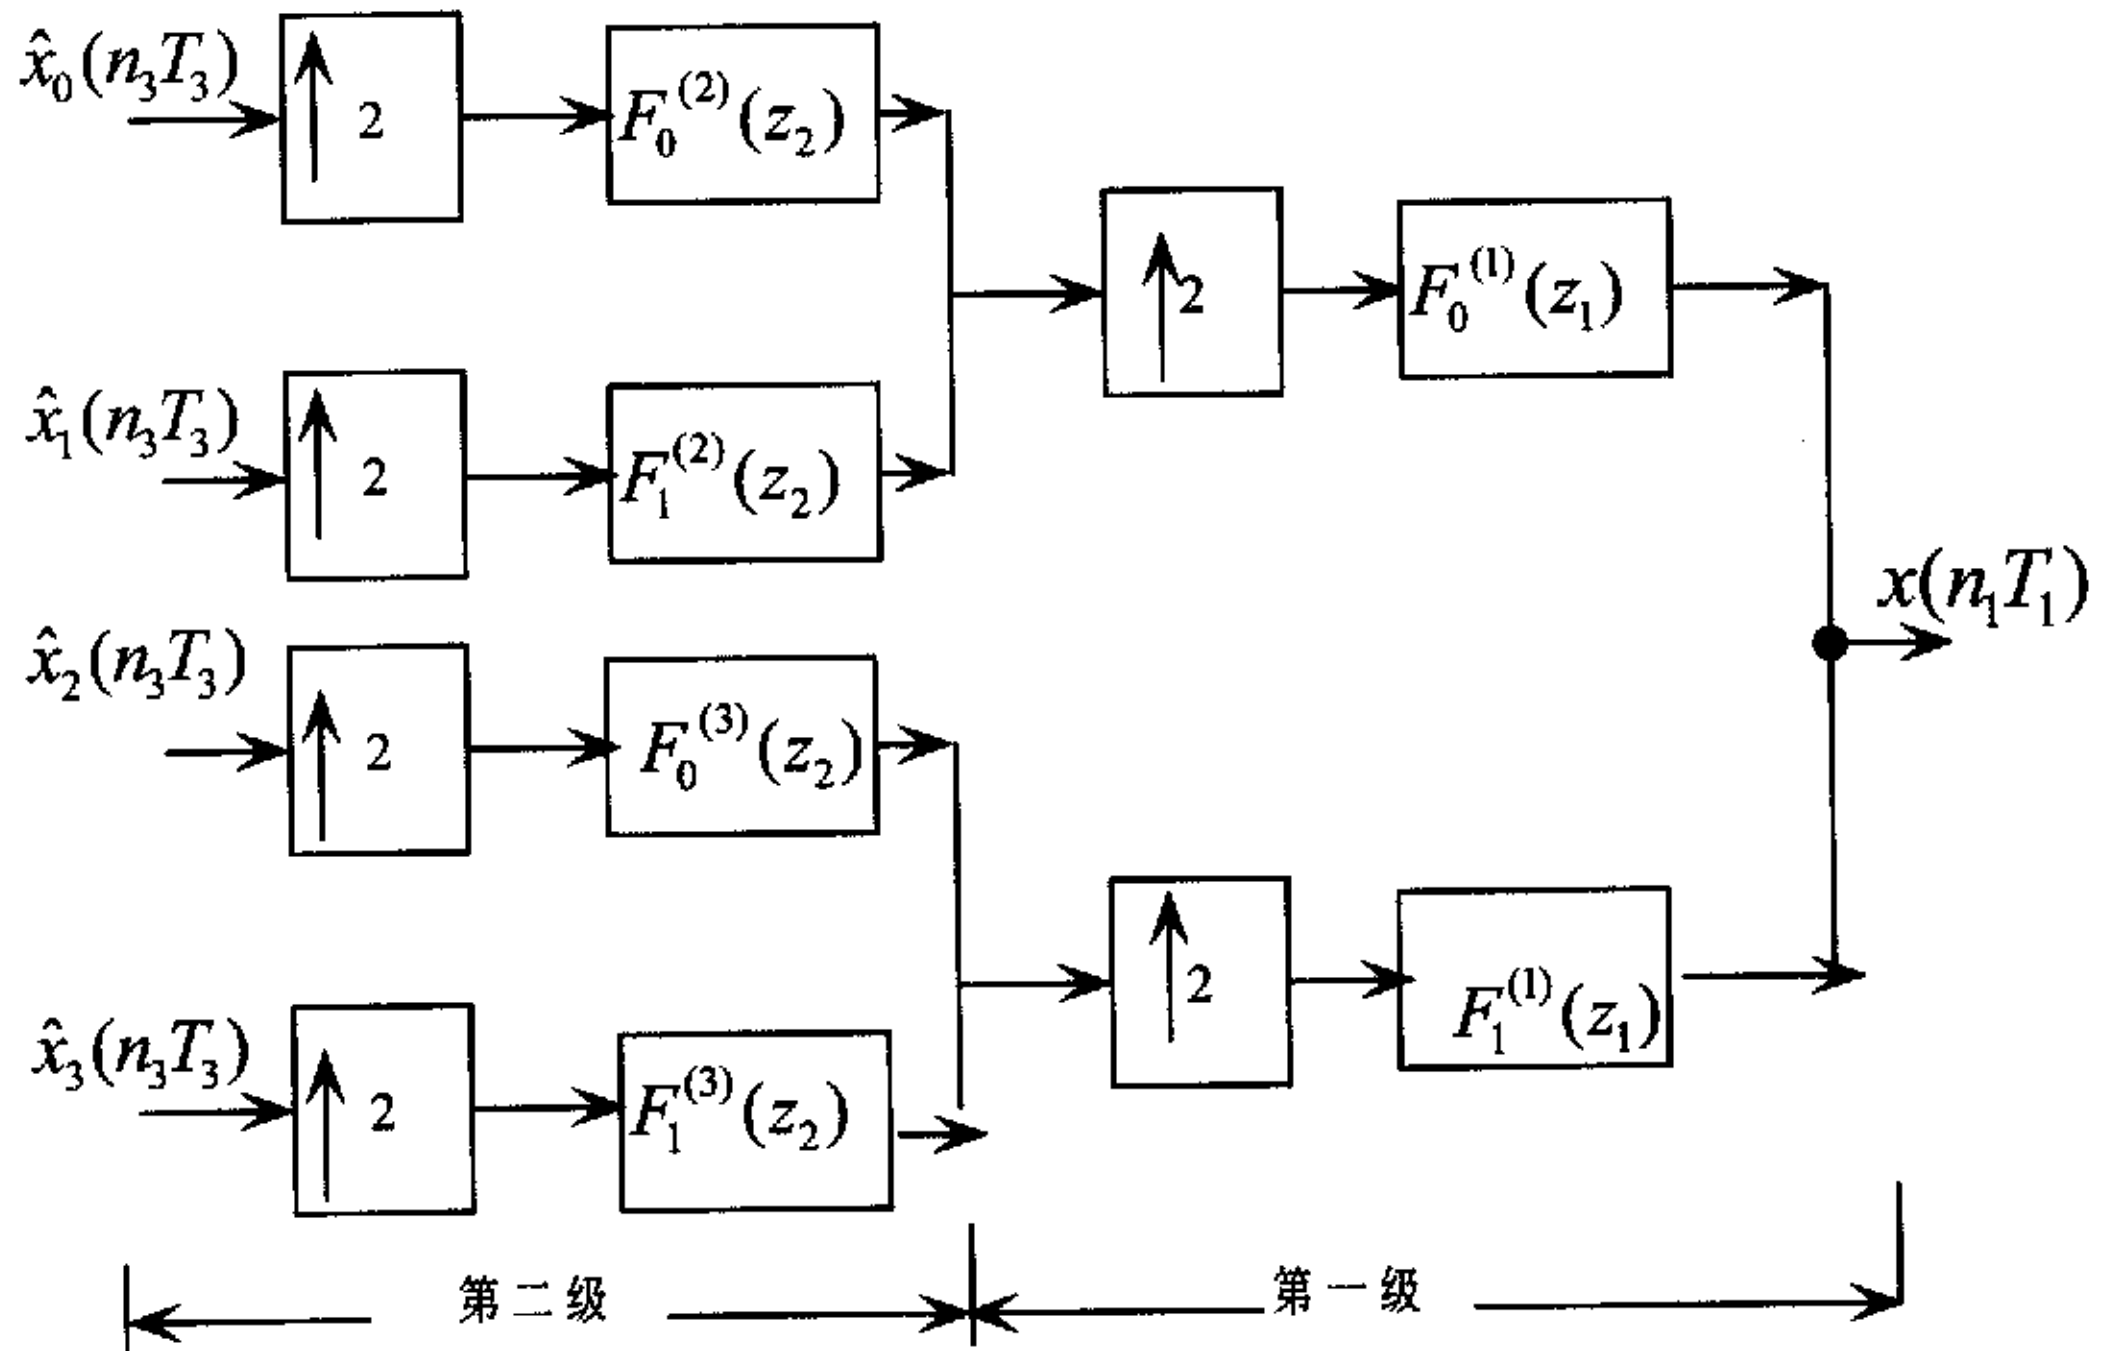 x̂₀(n₃T₃)
2
F₀⁽²⁾(z₂)
2
F₀⁽¹⁾(z₁)
x̂₁(n₃T₃)
2
F₁⁽²⁾(z₂)
x(n₁T₁)
x̂₂(n₃T₃)
2
F₀⁽³⁾(z₂)
2
F₁⁽¹⁾(z₁)
x̂₃(n₃T₃)
2
F₁⁽³⁾(z₂)
第二级
第一级